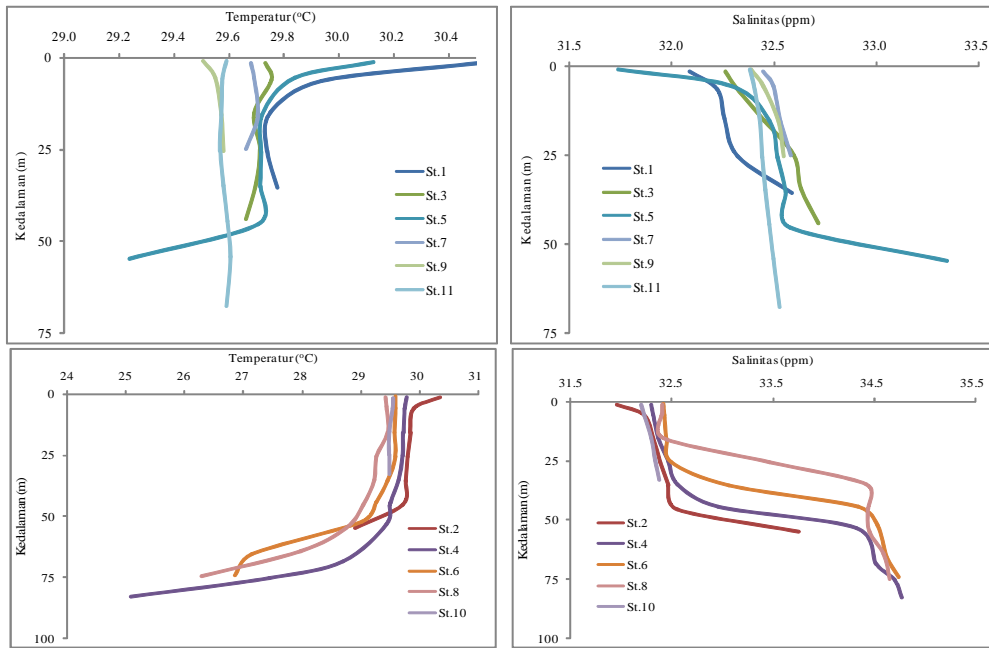 Temperatur (°C)
29.0 29.2 29.4 29.6 29.8 30.0 30.2 30.4
0
25
50
75
Kedalaman (m)
St.1
St.3
St.5
St.7
St.9
St.11
Salinitas (ppm)
31.5 32.0 32.5 33.0 33.5
0
25
50
75
Kedalaman (m)
St.1
St.3
St.5
St.7
St.9
St.11
Temperatur (°C)
24 25 26 27 28 29 30 31
0
25
50
75
100
Kedalaman (m)
St.2
St.4
St.6
St.8
St.10
Salinitas (ppm)
31.5 32.5 33.5 34.5 35.5
0
25
50
75
100
Kedalaman (m)
St.2
St.4
St.6
St.8
St.10